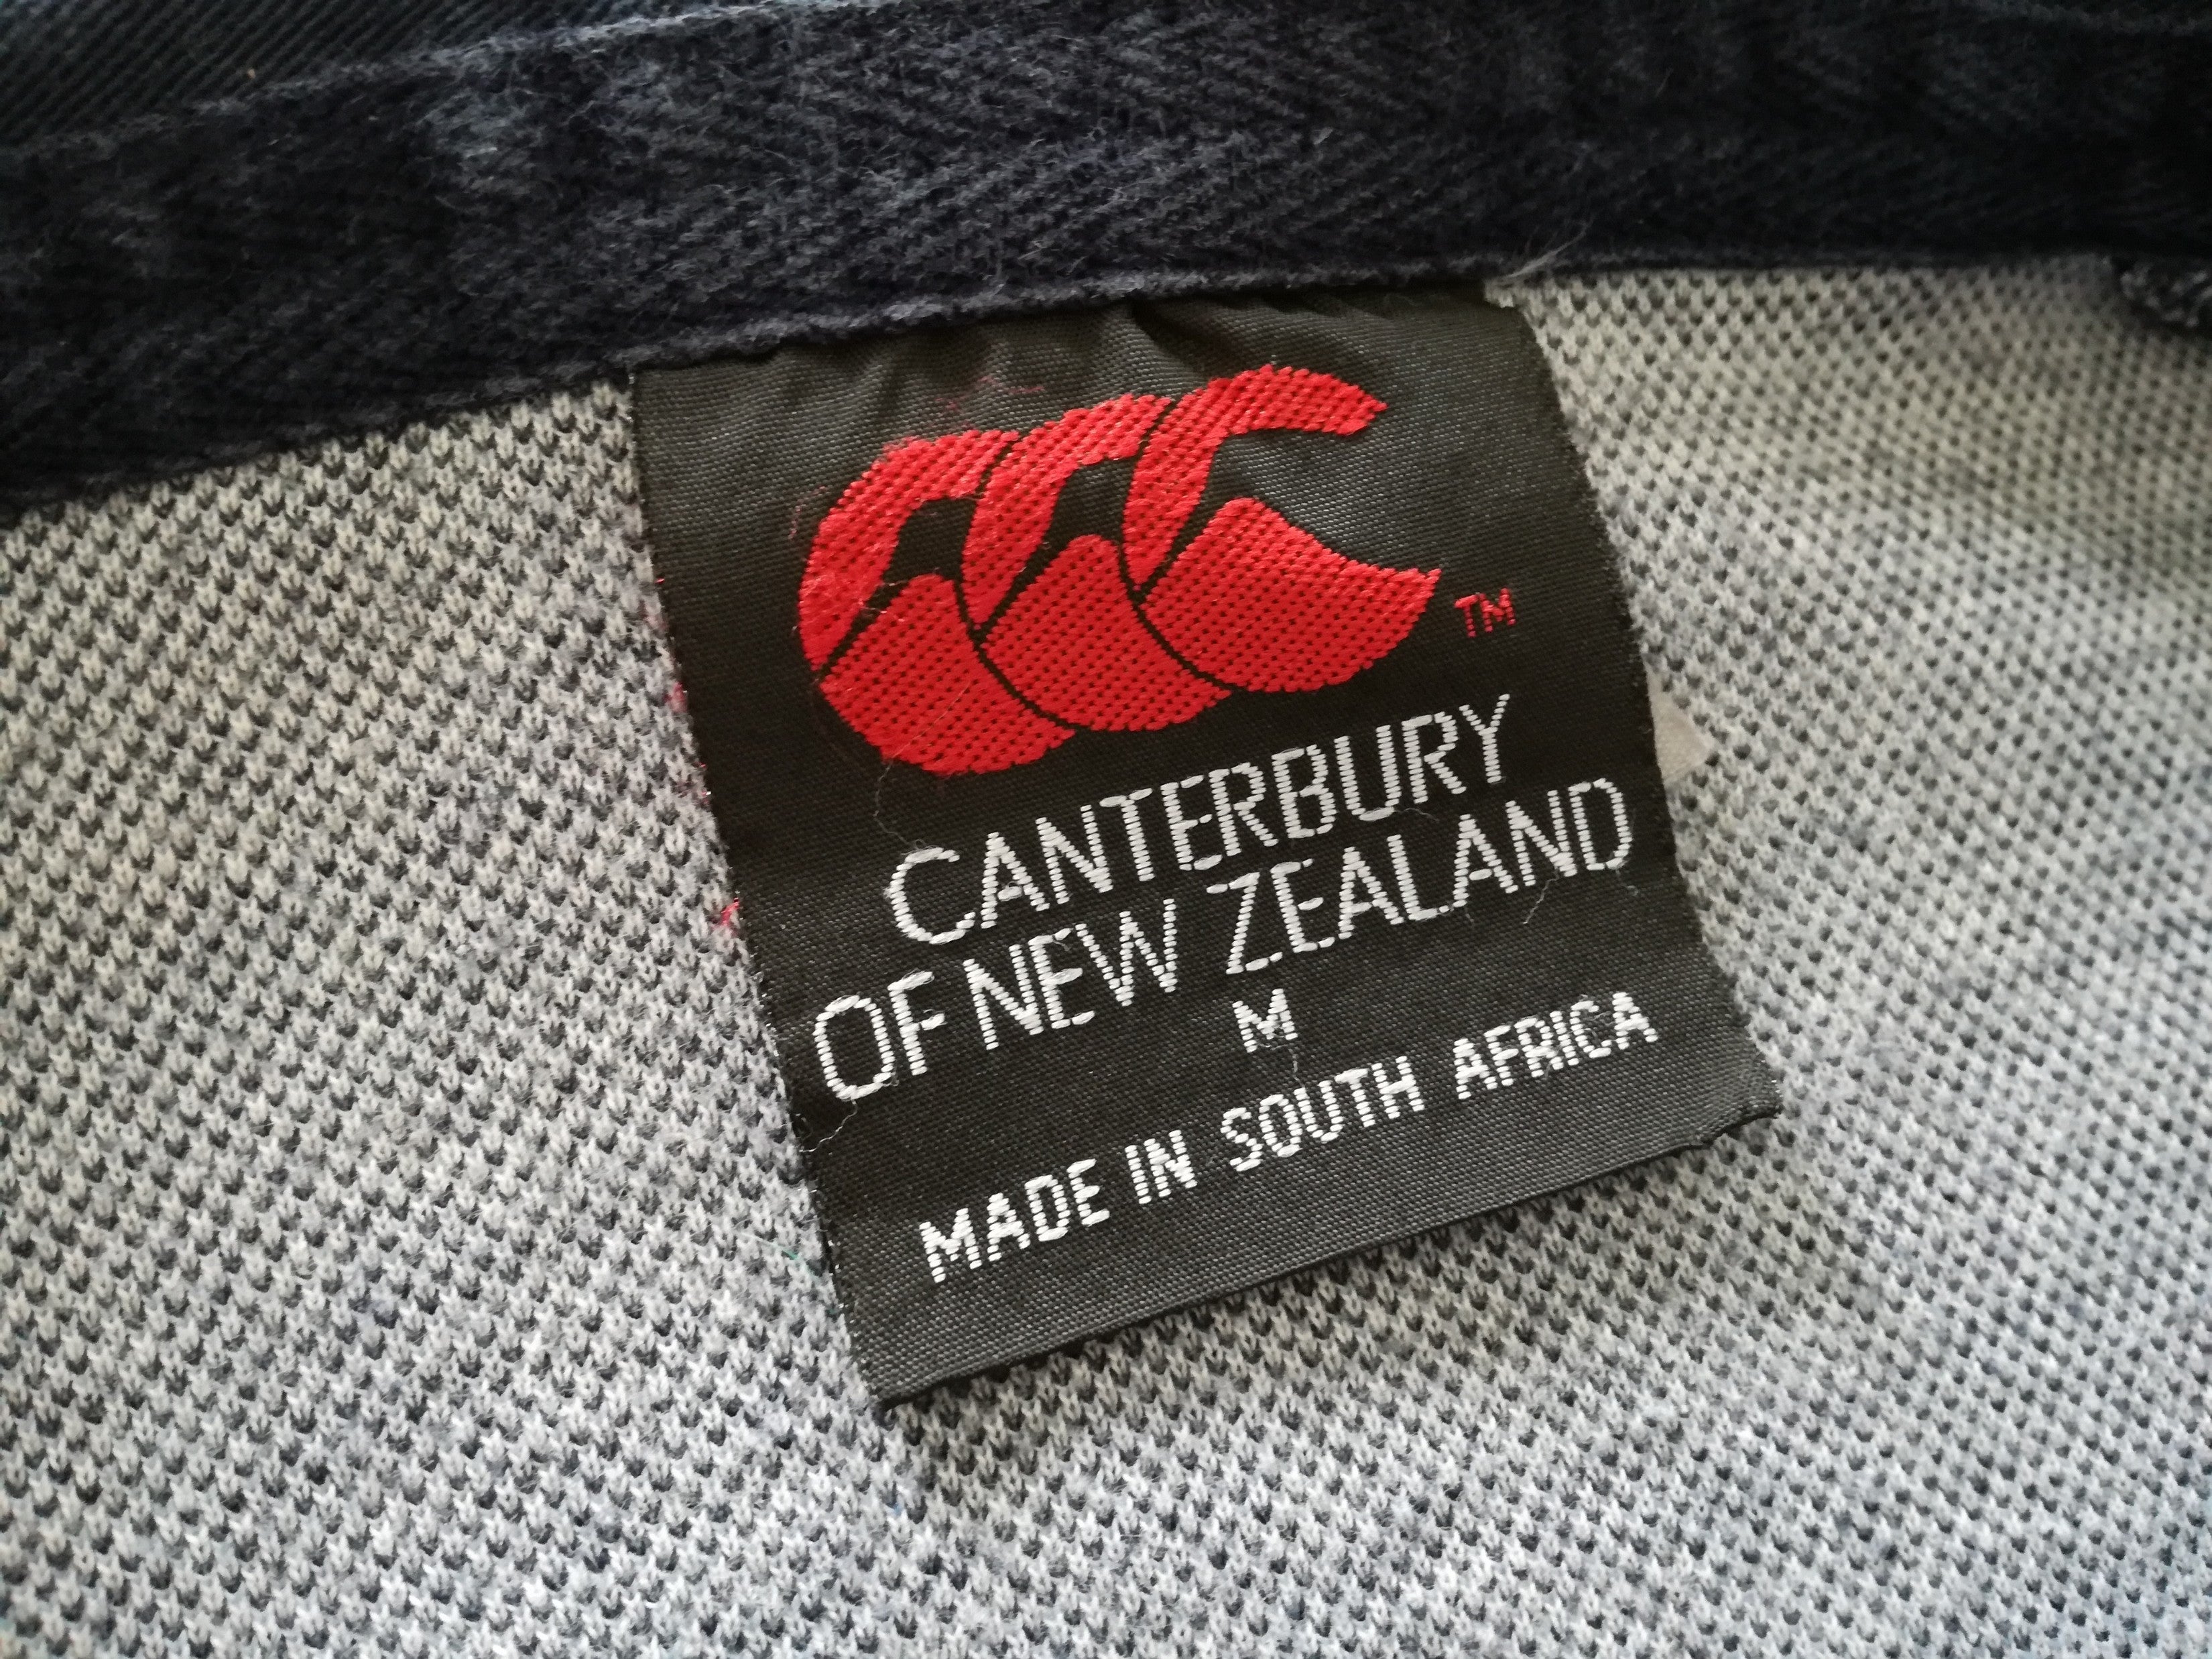 TM
CANTERBURY
OF NEW ZEALAND
M
MADE IN SOUTH AFRICA